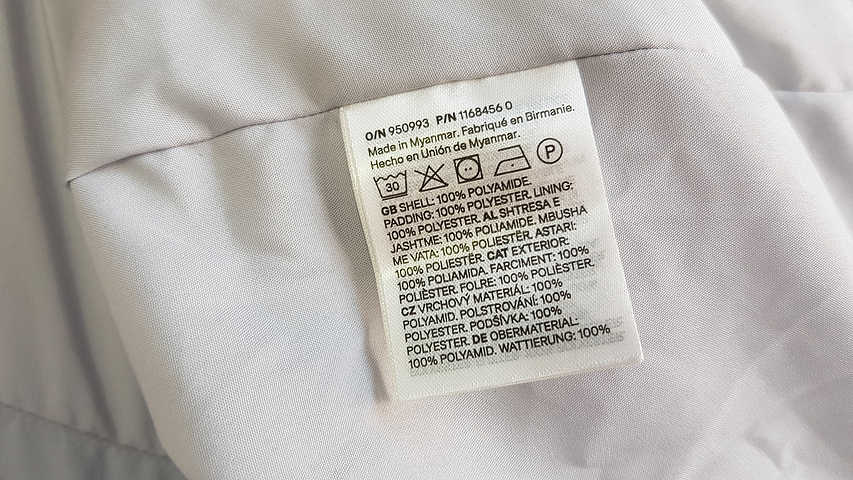 O/N 950993 P/N 1168456 0
Made in Myanmar. Fabriqué en Birmanie.
Hecho en Unión de Myanmar.
30 P
GB SHELL: 100% POLYAMIDE.
PADDING: 100% POLYESTER. LINING:
100% POLYESTER. AL SHTRESA E
JASHTME: 100% POLIAMIDE. MBUSHA
ME VATA: 100% POLIESTËR. ASTARI:
100% POLIESTËR. CAT EXTERIOR:
100% POLIAMIDA. FARCIMENT: 100%
POLIÈSTER. FOLRE: 100% POLIÈSTER.
CZ VRCHOVÝ MATERIÁL: 100%
POLYAMID. POLSTROVÁNÍ: 100%
POLYESTER. PODŠÍVKA: 100%
POLYESTER. DE OBERMATERIAL:
100% POLYAMID. WATTIERUNG: 100%